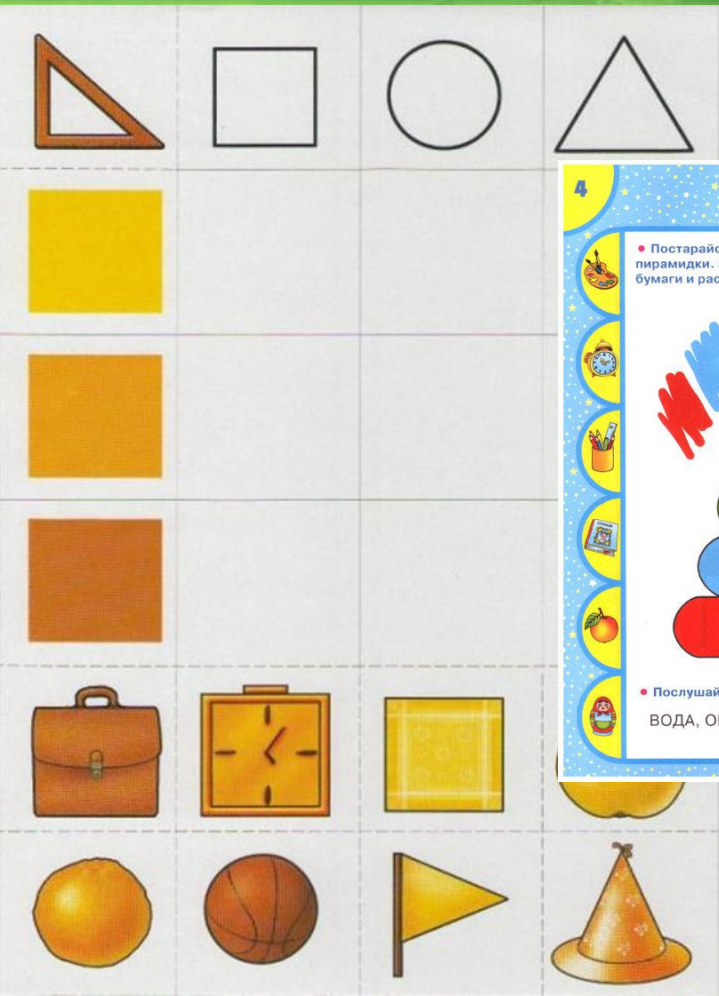 4
• Постарайс
пирамидки.
бумаги и рас
• Послушай
ВОДА, О